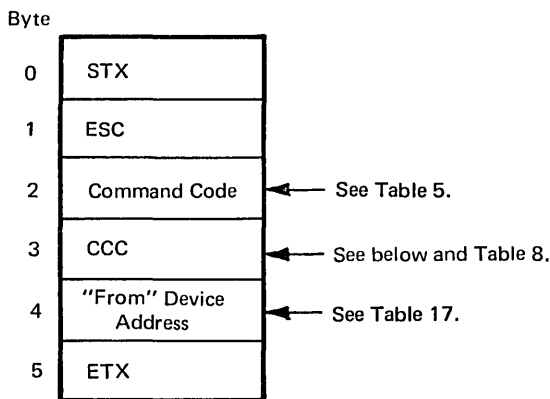 Byte
0 STX
1 ESC
2 Command Code See Table 5.
3 CCC See below and Table 8.
"From" Device
4 Address See Table 17.
5 ETX